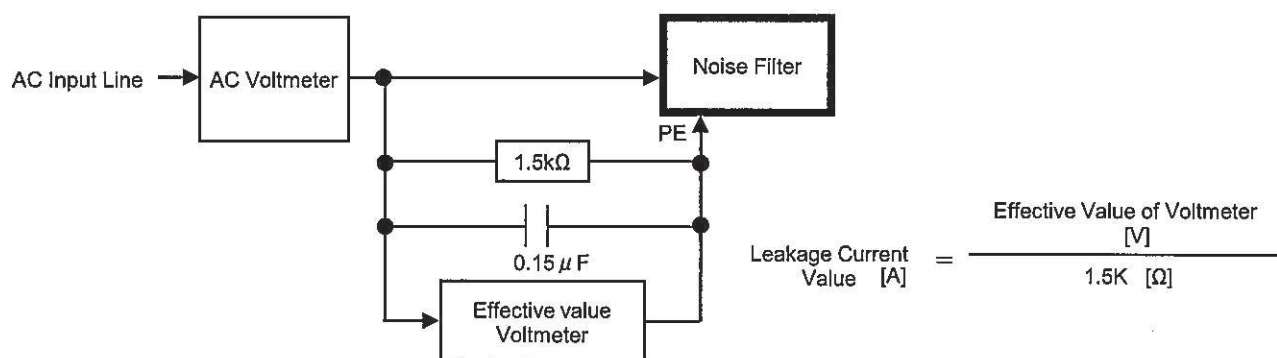 AC Input Line
AC Voltmeter
Noise Filter
PE
1.5kΩ
0.15μF
Effective value
Voltmeter
Leakage Current
Value [A]
=
Effective Value of Voltmeter
[V]
1.5K [Ω]